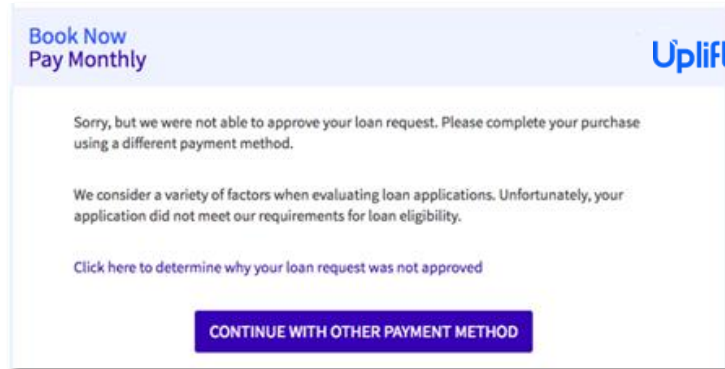 Book Now
Pay Monthly
Uplift
Sorry, but we were not able to approve your loan request. Please complete your purchase
using a different payment method.
We consider a variety of factors when evaluating loan applications. Unfortunately, your
application did not meet our requirements for loan eligibility.
Click here to determine why your loan request was not approved
CONTINUE WITH OTHER PAYMENT METHOD